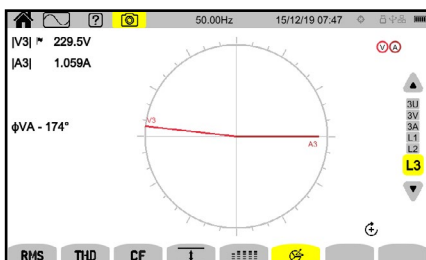 ? 50.00Hz 15/12/19 07:47
|V3| 229.5V
|A3| 1.059A
ϕVA - 174°
V3
A3
V A
3U
3V
3A
L1
L2
L3
RMS THD CF